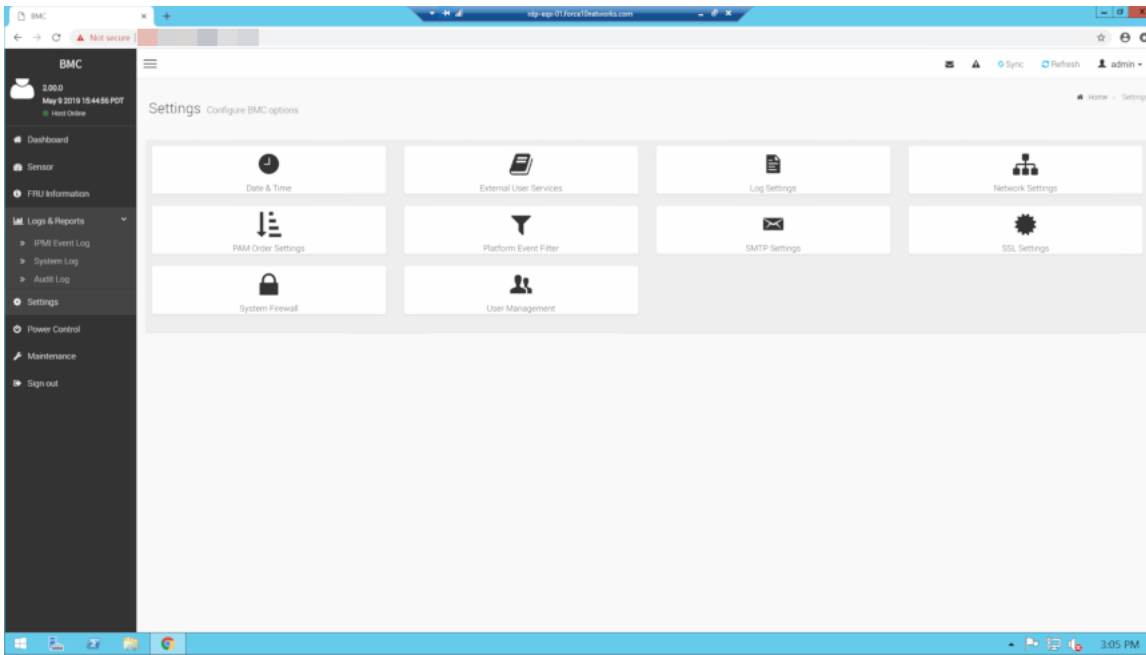 BMC
rdp-eqx-01.force10networks.com
Not secure
BMC
2.00.0
May 9 2019 15:44:56 PDT
Host Online
Sync
Refresh
admin
Settings Configure BMC options
Home
Dashboard
Sensor
FRU Information
Logs & Reports
IPMI Event Log
System Log
Audit Log
Settings
Power Control
Maintenance
Sign out
Date & Time
External User Services
Log Settings
Network Settings
PAM Order Settings
Platform Event Filter
SMTP Settings
SSL Settings
System Firewall
User Management
3:05 PM